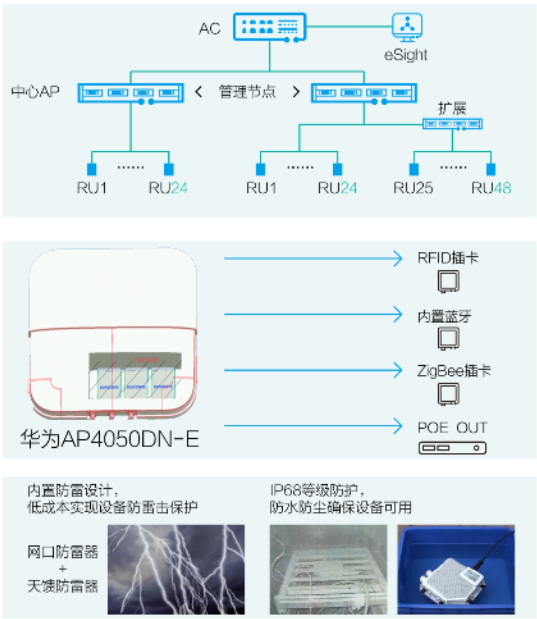 AC
eSight
中心AP
管理节点
扩展
RU1
RU24
RU1
RU24
RU25
RU48
RFID插卡
内置蓝牙
ZigBee插卡
POE OUT
华为AP4050DN-E
内置防雷设计,
低成本实现设备防雷击保护
网口防雷器
+
天馈防雷器
IP68等级防护,
防水防尘确保设备可用